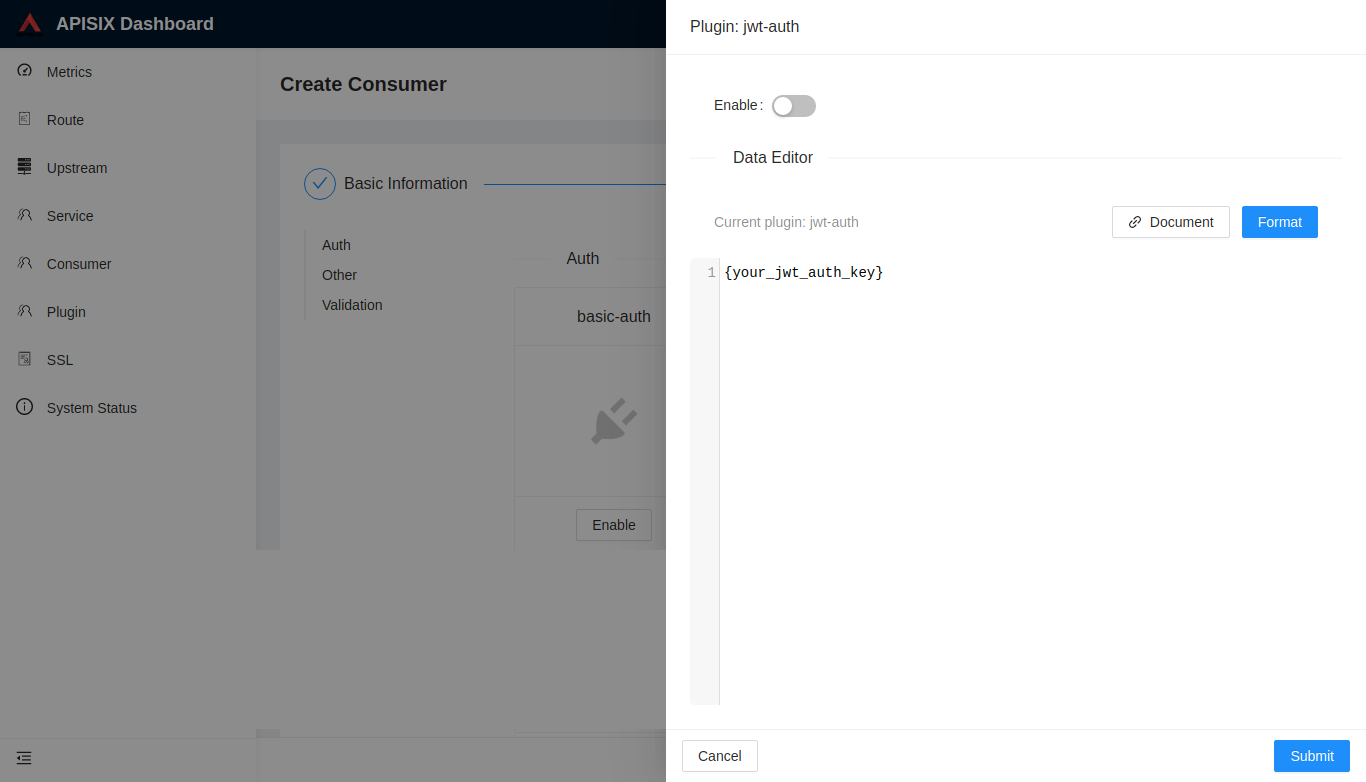 APISIX Dashboard
Metrics
Route
Upstream
Service
Consumer
Plugin
SSL
System Status
Create Consumer
Basic Information
Auth
Other
Validation
Auth
basic-auth
Enable
Plugin: jwt-auth
Enable :
Data Editor
Current plugin: jwt-auth
Document
Format
1 {your_jwt_auth_key}
Cancel
Submit